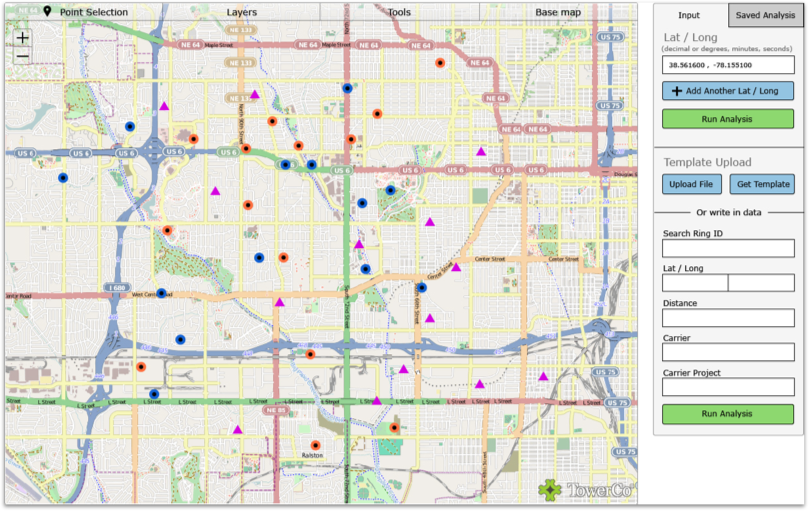 Point Selection
Layers
Tools
Base map
Input
Saved Analysis
Lat / Long
(decimal or degrees, minutes, seconds)
38.561600 , -78.155100
+ Add Another Lat / Long
Run Analysis
Template Upload
Upload File
Get Template
Or write in data
Search Ring ID
Lat / Long
Distance
Carrier
Carrier Project
Run Analysis
+
−
NE 64
NE 133
US 75
NE 64
Maple Street
NE 64
Maple Street
NE 64
NE 133
NE 64
US 75
NE 64
North 90th Street
NE 64
NE 64
US 75
US 6
US 6
US 6
US 6
US 6
US 6
US 6
US 6
US 6
US 6
Center Street
Center Street
Center Street
I 680
West Center Road
South 72nd Street
US 75
L Street
L Street
L Street
L Street
L Street
L Street
L Street
L Street
L Street
US 75
NE 85
Ralston
US 75
TowerCo